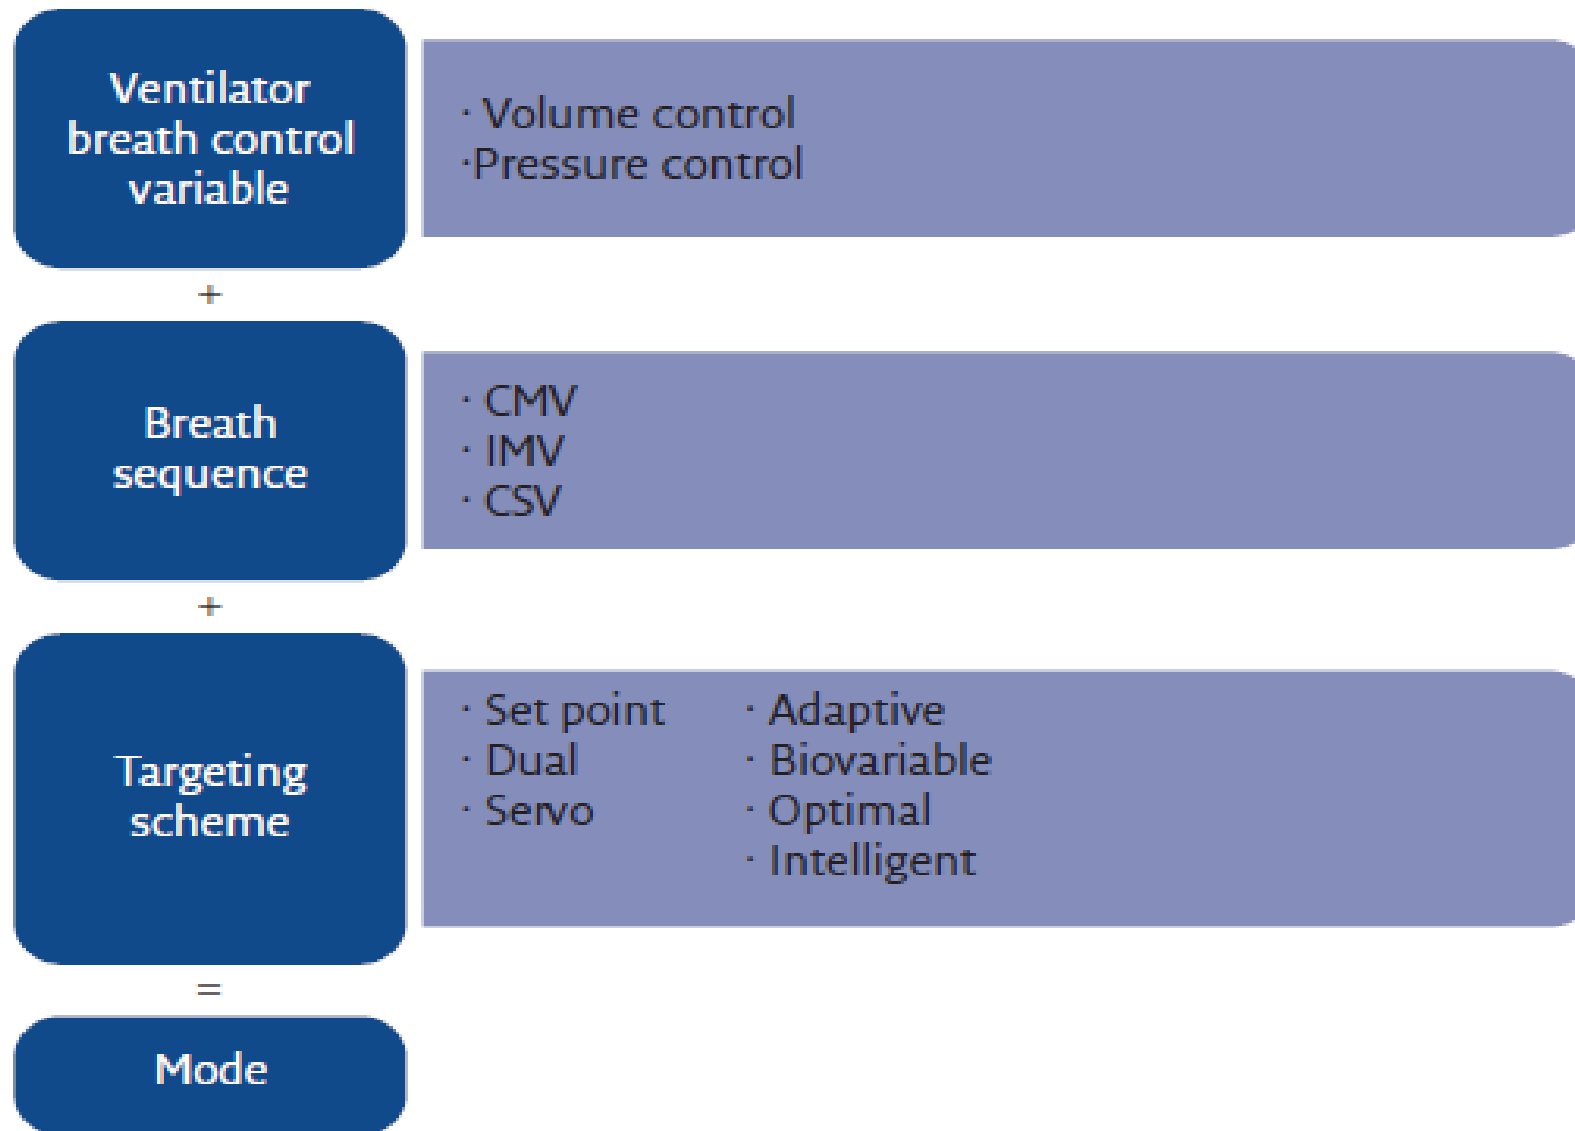 Ventilator
breath control
variable
· Volume control
·Pressure control
+
Breath
sequence
· CMV
· IMV
· CSV
+
Targeting
scheme
· Set point
· Dual
· Servo
· Adaptive
· Biovariable
· Optimal
· Intelligent
=
Mode